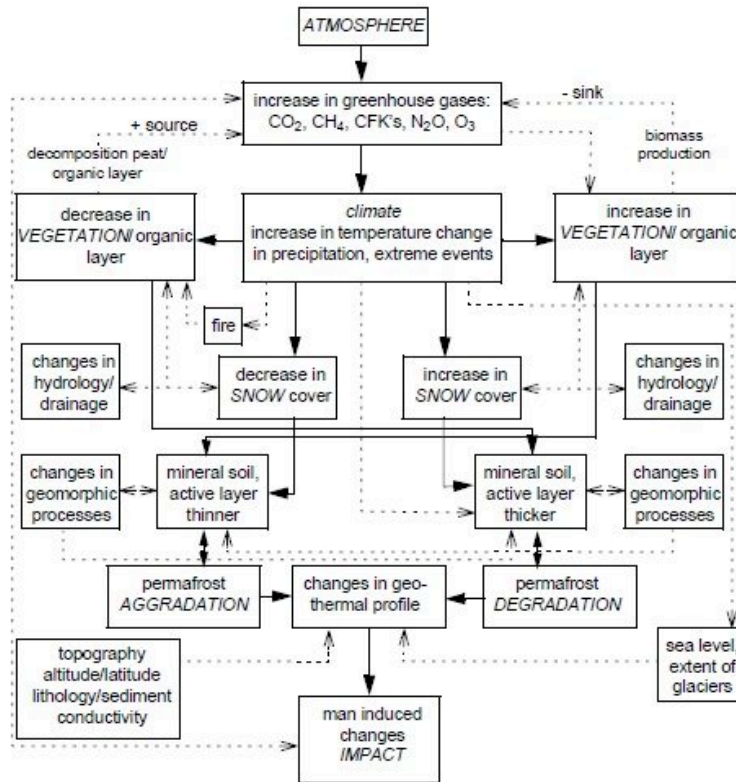 ATMOSPHERE
increase in greenhouse gases:
CO₂, CH₄, CFK's, N₂O, O₃
- sink
+ source
decomposition peat/
organic layer
biomass
production
decrease in
VEGETATION/ organic
layer
climate
increase in temperature change
in precipitation, extreme events
increase in
VEGETATION/ organic
layer
fire
changes in
hydrology/
drainage
decrease in
SNOW cover
increase in
SNOW cover
changes in
hydrology/
drainage
changes in
geomorphic
processes
mineral soil,
active layer
thinner
mineral soil,
active layer
thicker
changes in
geomorphic
processes
permafrost
AGGRADATION
changes in geo-
thermal profile
permafrost
DEGRADATION
topography
altitude/latitude
lithology/sediment
conductivity
sea level,
extent of
glaciers
man induced
changes
IMPACT